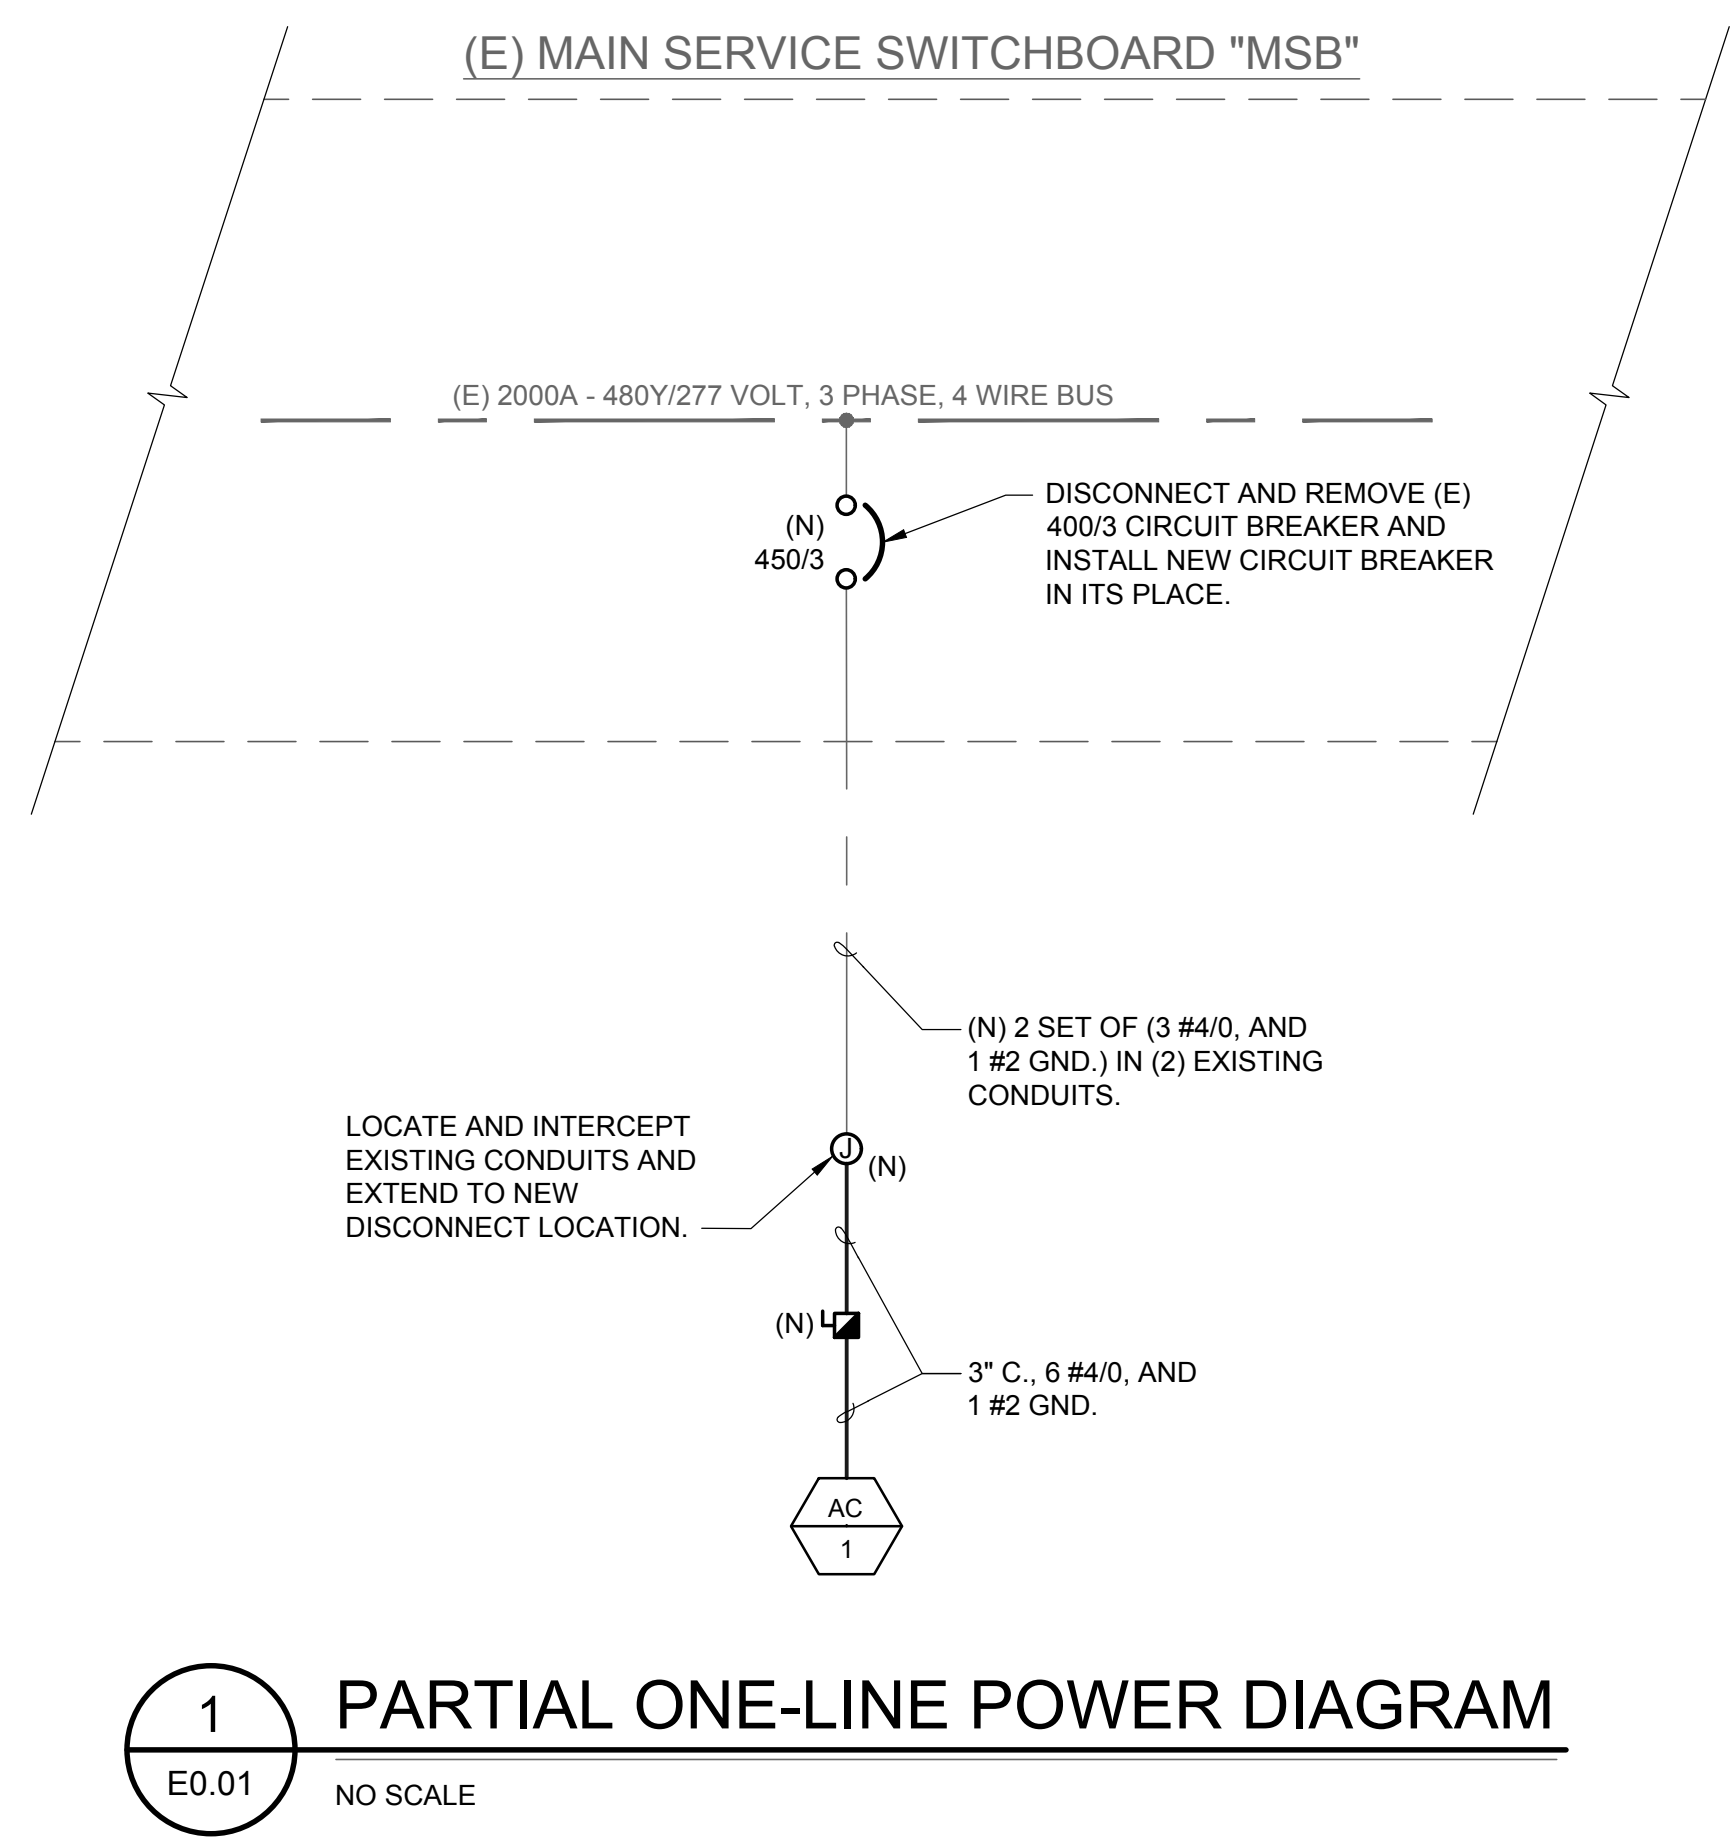 (E) MAIN SERVICE SWITCHBOARD "MSB"
(E) 2000A - 480Y/277 VOLT, 3 PHASE, 4 WIRE BUS
(N)
450/3
DISCONNECT AND REMOVE (E)
400/3 CIRCUIT BREAKER AND
INSTALL NEW CIRCUIT BREAKER
IN ITS PLACE.
(N) 2 SET OF (3 #4/0, AND
1 #2 GND.) IN (2) EXISTING
CONDUITS.
LOCATE AND INTERCEPT
EXISTING CONDUITS AND
EXTEND TO NEW
DISCONNECT LOCATION.
J
(N)
(N)
3" C., 6 #4/0, AND
1 #2 GND.
AC
1
1
E0.01
PARTIAL ONE-LINE POWER DIAGRAM
NO SCALE